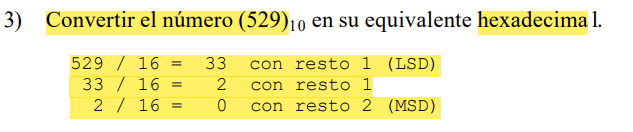 3) Convertir el número (529)10 en su equivalente hexadecima l.
529 / 16 = 33 con resto 1 (LSD)
33 / 16 = 2 con resto 1
2 / 16 = 0 con resto 2 (MSD)